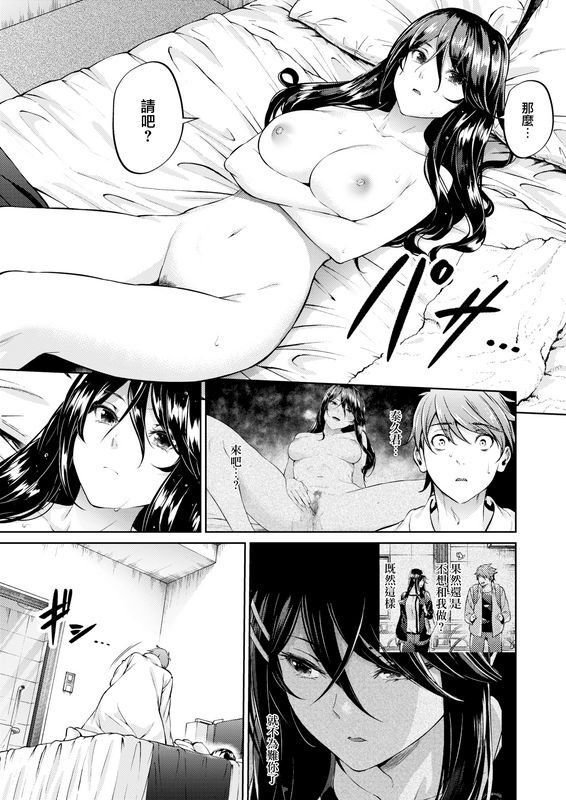 那麼…
請吧？
パサ…
泰久君…
來吧…？
果然還是
不想和我做？
既然這樣
就不為難你了
ギシ…